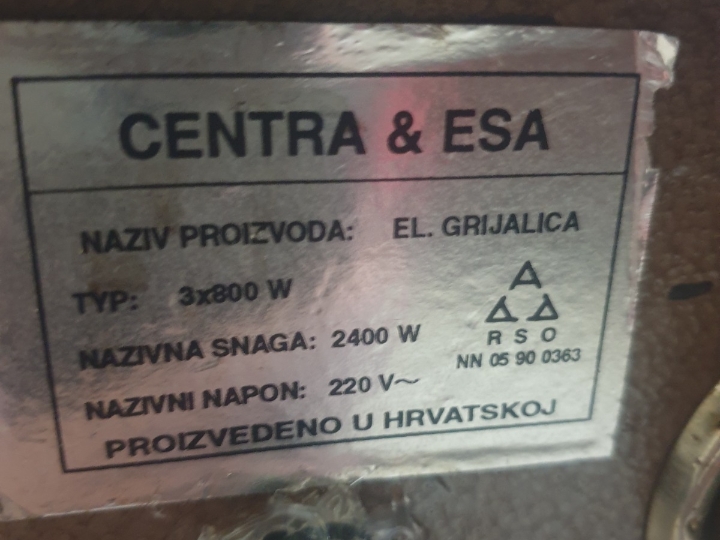 CENTRA & ESA
NAZIV PROIZVODA: EL. GRIJALICA
TYP: 3x800 W
NAZIVNA SNAGA: 2400 W
NAZIVNI NAPON: 220 V~
R S O
NN 05 90 0363
PROIZVEDENO U HRVATSKOJ